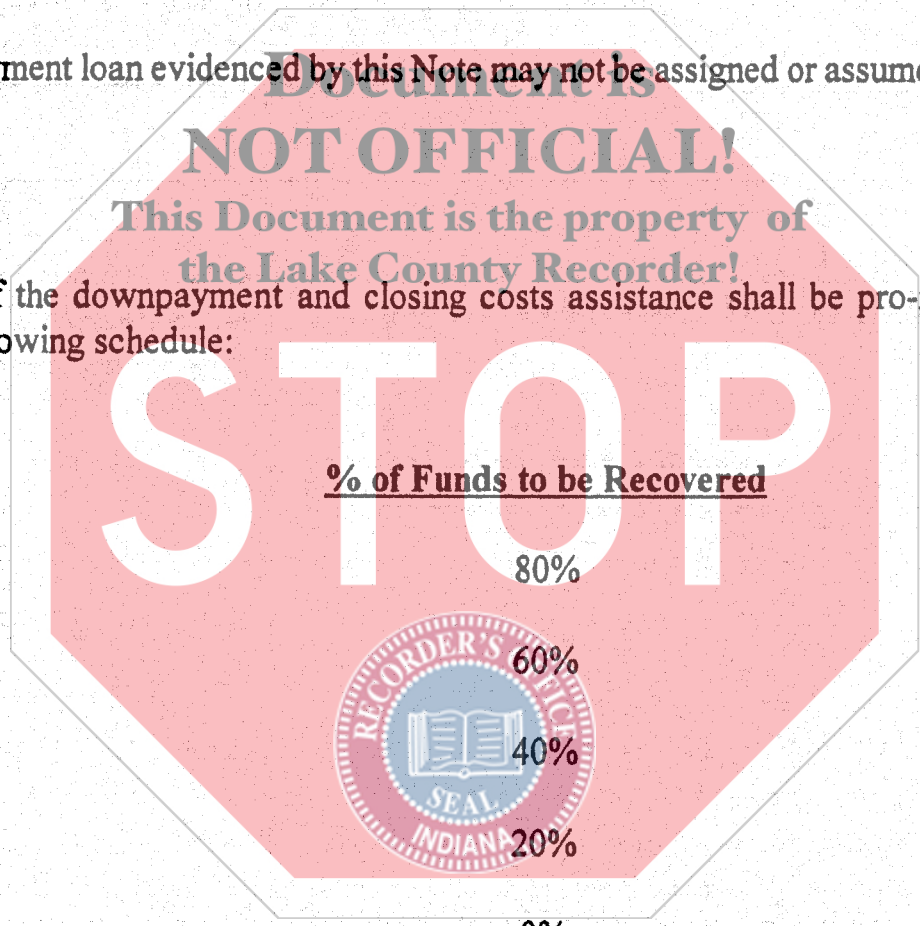 ment loan evidenced by this Note may not be assigned or assume
Document is
NOT OFFICIAL!
This Document is the property of
the Lake County Recorder!
f the downpayment and closing costs assistance shall be pro-
owing schedule:
STOP
% of Funds to be Recovered
80%
RECORDER'S OFFICE
60%
40%
SEAL
INDIANA
20%
0%